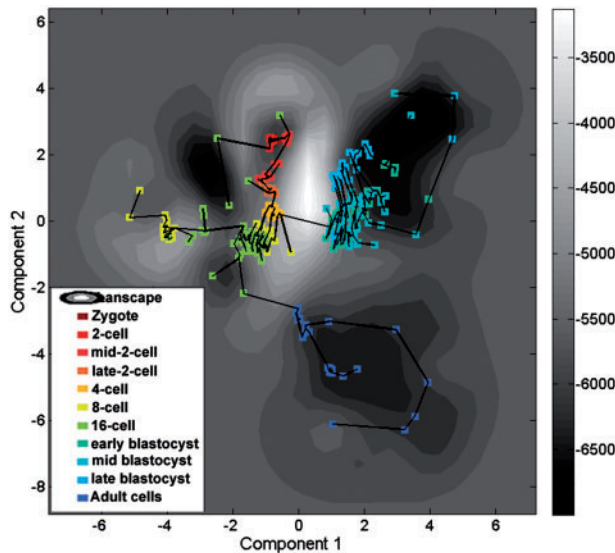 6
4
2
0
-2
-4
-6
-8
Component 2
-6
-4
-2
0
2
4
6
Component 1
-3500
-4000
-4500
-5000
-5500
-6000
-6500
Zygote
2-cell
mid-2-cell
late-2-cell
4-cell
8-cell
16-cell
early blastocyst
mid blastocyst
late blastocyst
Adult cells